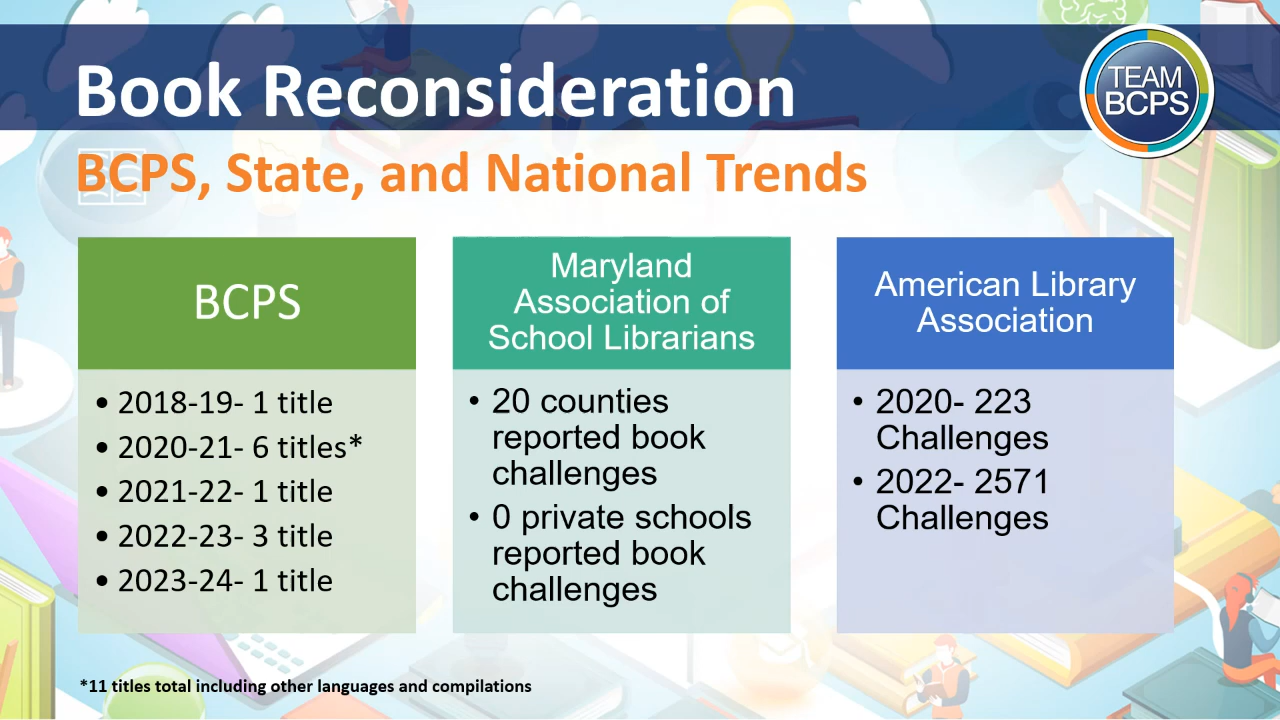 Book Reconsideration
TEAM
BCPS
BCPS, State, and National Trends
BCPS
• 2018-19- 1 title
• 2020-21- 6 titles*
• 2021-22- 1 title
• 2022-23- 3 title
• 2023-24- 1 title
Maryland
Association of
School Librarians
• 20 counties
reported book
challenges
• 0 private schools
reported book
challenges
American Library
Association
• 2020- 223
Challenges
• 2022- 2571
Challenges
*11 titles total including other languages and compilations